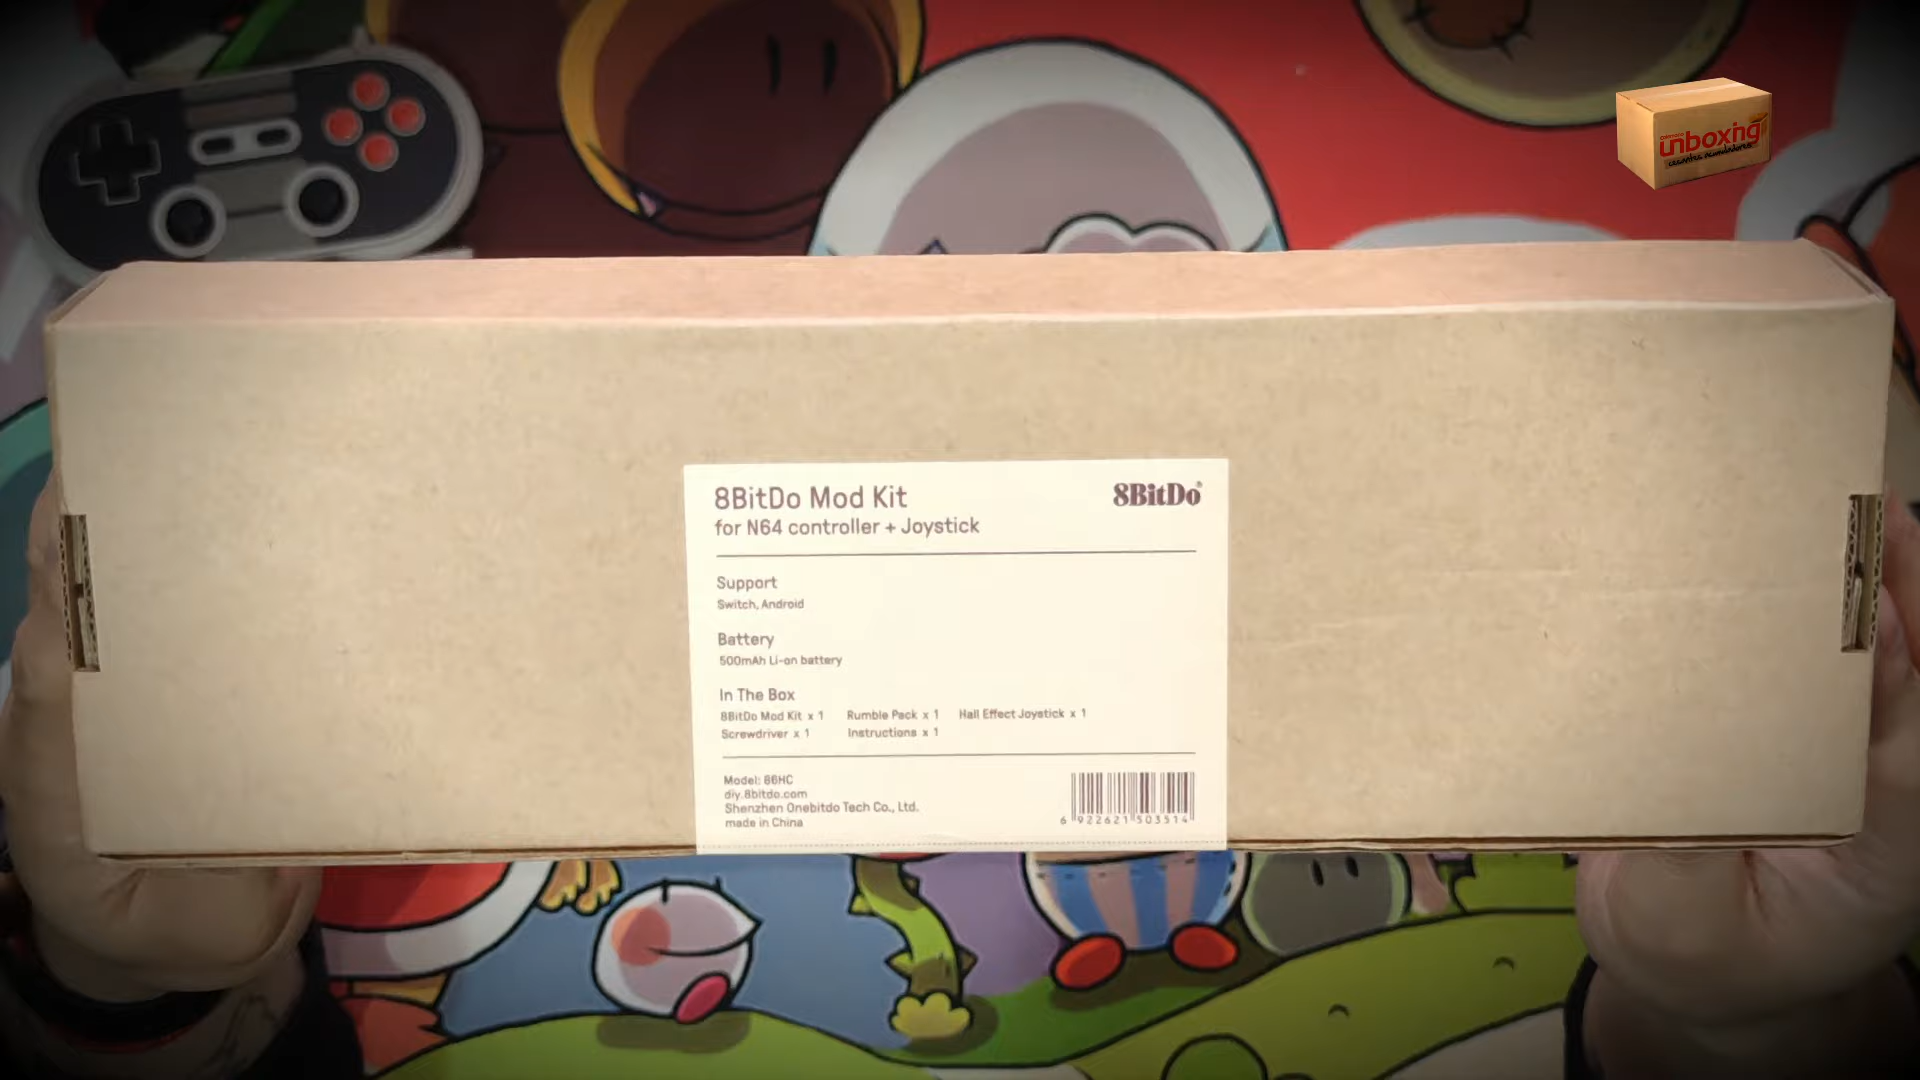 unboxing
8BitDo Mod Kit
8BitDo®
for N64 controller + Joystick
Support
Switch, Android
Battery
500mAh Li-on battery
In The Box
8BitDo Mod Kit x 1 Rumble Pack x 1 Hall Effect Joystick x 1
Screwdriver x 1 Instructions x 1
Model: 86HC
diy.8bitdo.com
Shenzhen Onebitdo Tech Co., Ltd.
made in China
6 922621 503514